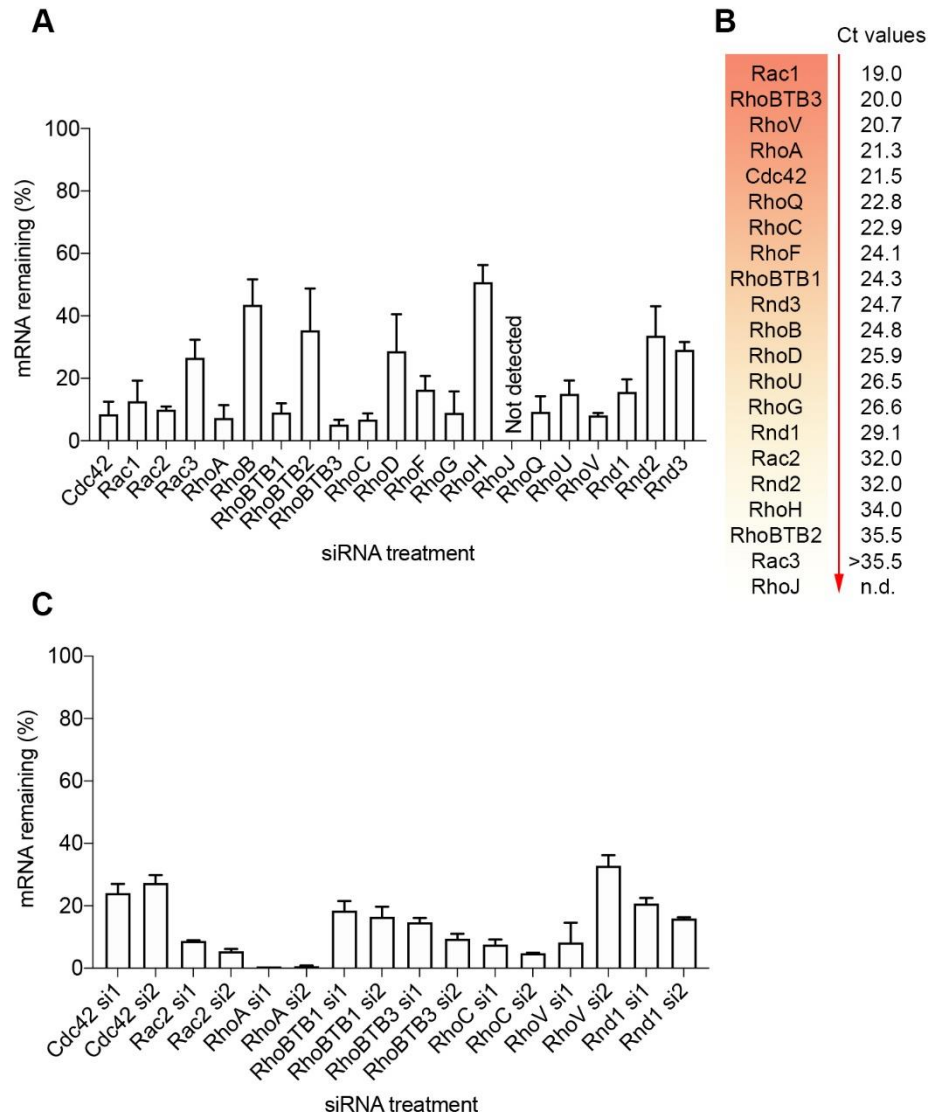 A
mRNA remaining (%)
100
80
60
40
20
0
Not detected
Cdc42
Rac1
Rac2
Rac3
RhoA
RhoB
RhoBTB1
RhoBTB2
RhoBTB3
RhoC
RhoD
RhoF
RhoG
RhoH
RhoJ
RhoQ
RhoU
RhoV
Rnd1
Rnd2
Rnd3
siRNA treatment
B
Ct values
Rac1 19.0
RhoBTB3 20.0
RhoV 20.7
RhoA 21.3
Cdc42 21.5
RhoQ 22.8
RhoC 22.9
RhoF 24.1
RhoBTB1 24.3
Rnd3 24.7
RhoB 24.8
RhoD 25.9
RhoU 26.5
RhoG 26.6
Rnd1 29.1
Rac2 32.0
Rnd2 32.0
RhoH 34.0
RhoBTB2 35.5
Rac3 >35.5
RhoJ n.d.
C
mRNA remaining (%)
100
80
60
40
20
0
Cdc42 si1
Cdc42 si2
Rac2 si1
Rac2 si2
RhoA si1
RhoA si2
RhoBTB1 si1
RhoBTB1 si2
RhoBTB3 si1
RhoBTB3 si2
RhoC si1
RhoC si2
RhoV si1
RhoV si2
Rnd1 si1
Rnd1 si2
siRNA treatment